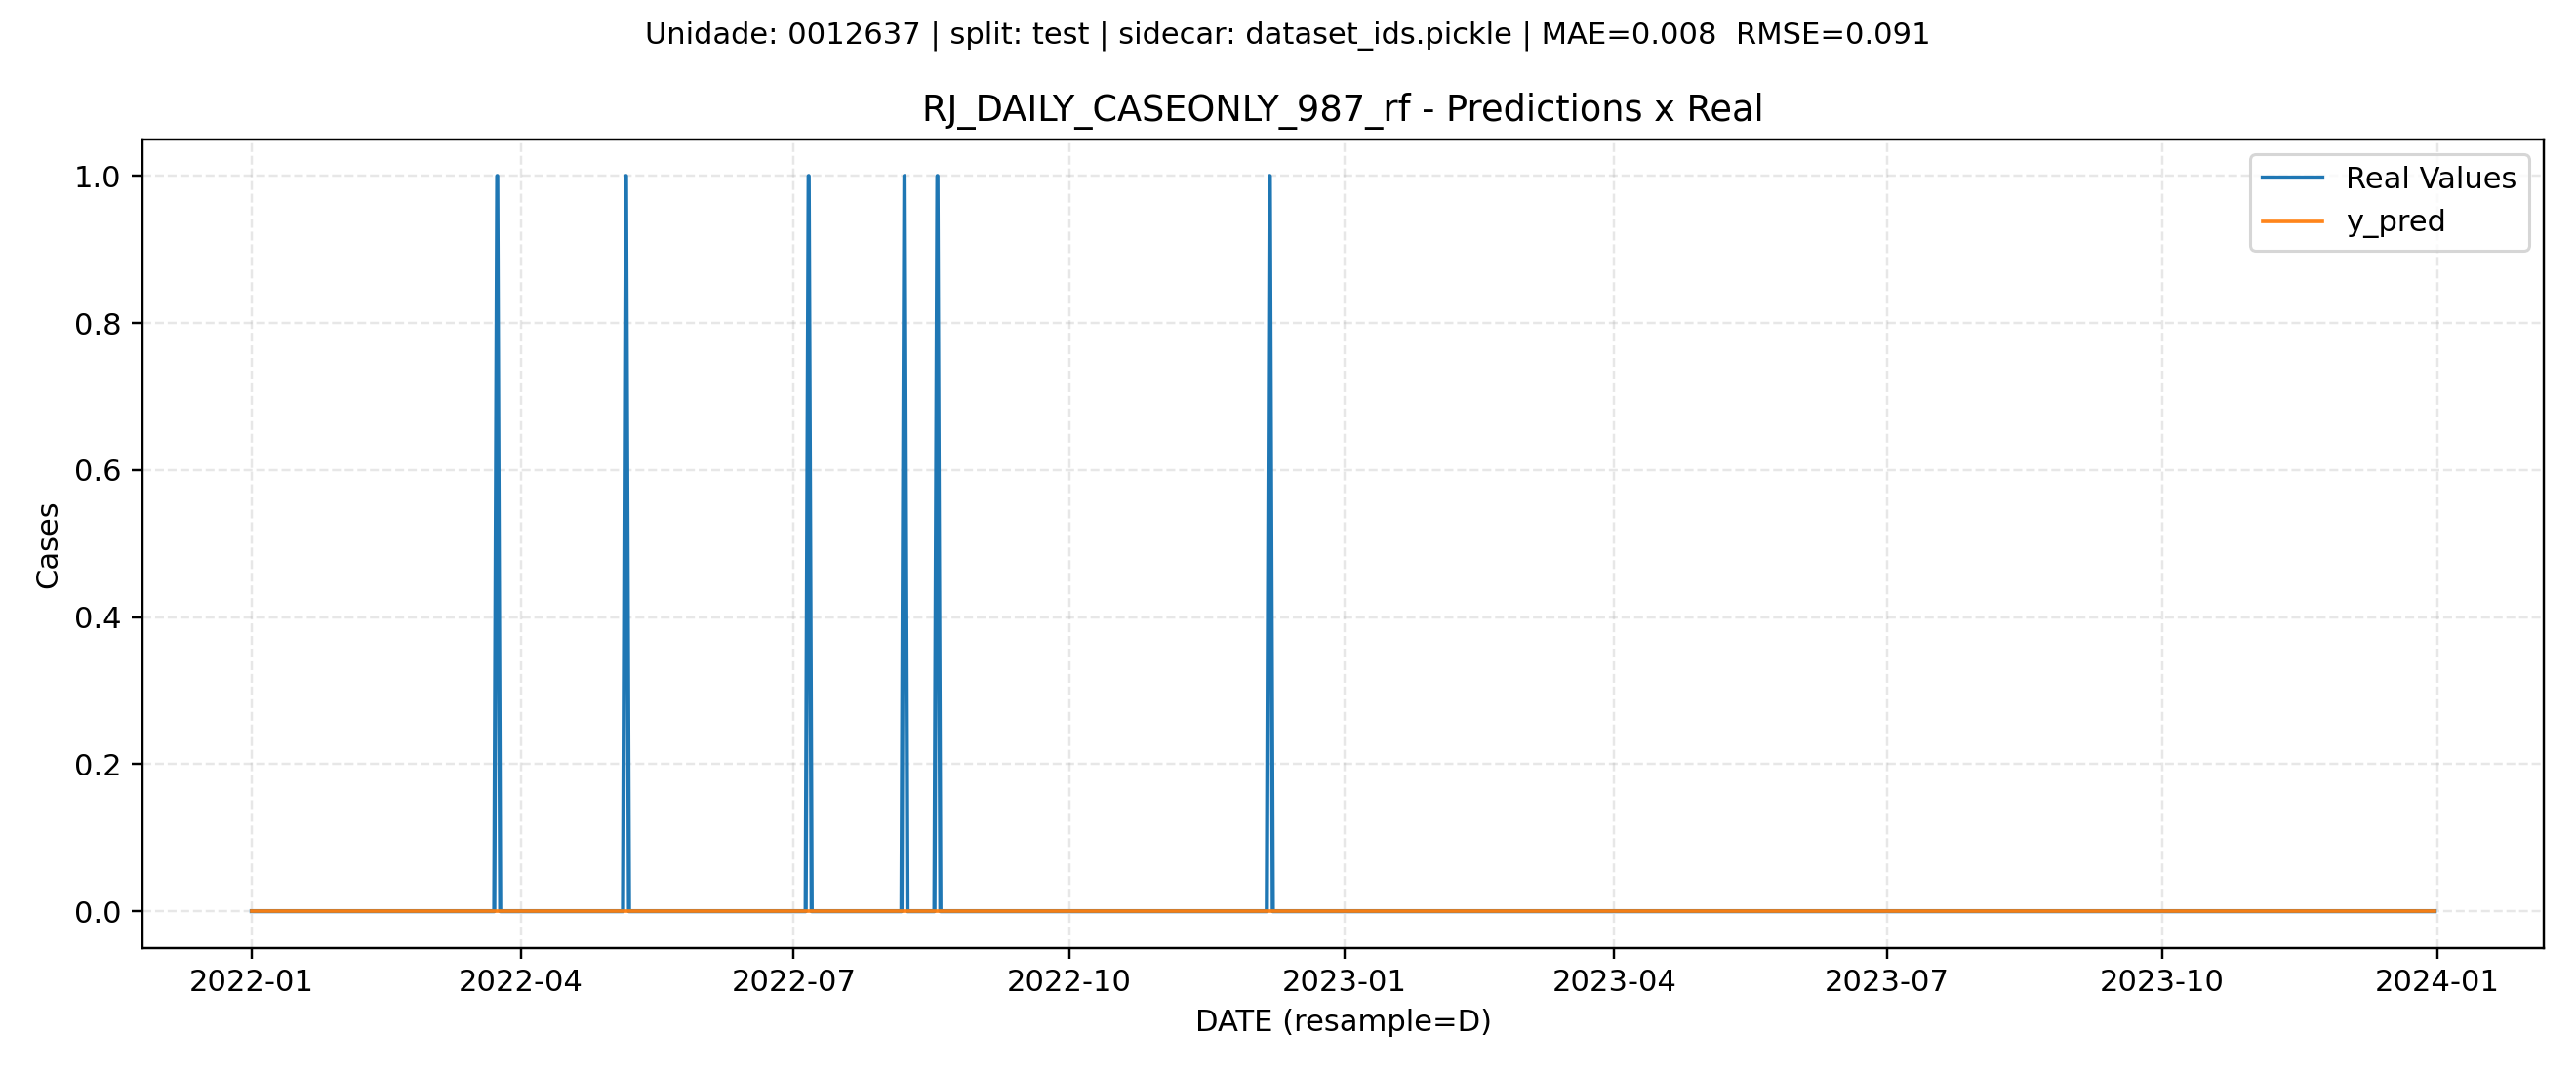 Unidade: 0012637 | split: test | sidecar: dataset_ids.pickle | MAE=0.008  RMSE=0.091
RJ_DAILY_CASEONLY_987_rf - Predictions x Real
Real Values
y_pred
Cases
1.0
0.8
0.6
0.4
0.2
0.0
2022-01
2022-04
2022-07
2022-10
2023-01
2023-04
2023-07
2023-10
2024-01
DATE (resample=D)